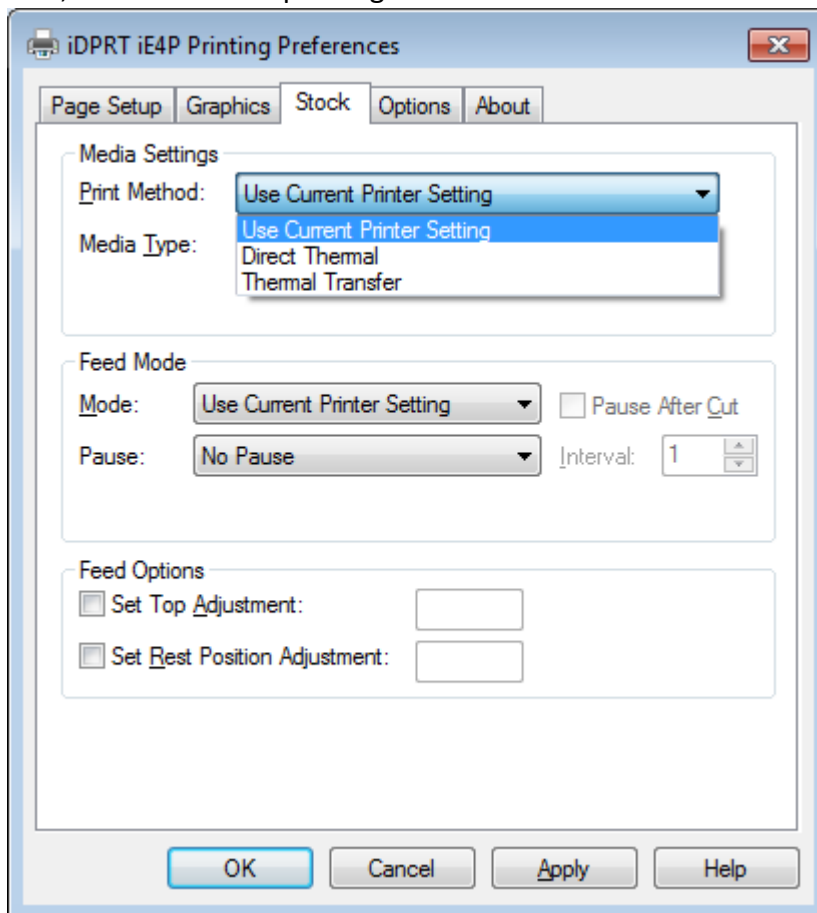 iDPRT iE4P Printing Preferences
Page Setup Graphics Stock Options About
Media Settings
Print Method: Use Current Printer Setting
Use Current Printer Setting
Media Type:
Direct Thermal
Thermal Transfer
Feed Mode
Mode: Use Current Printer Setting Pause After Cut
Pause: No Pause Interval: 1
Feed Options
Set Top Adjustment:
Set Rest Position Adjustment:
OK Cancel Apply Help